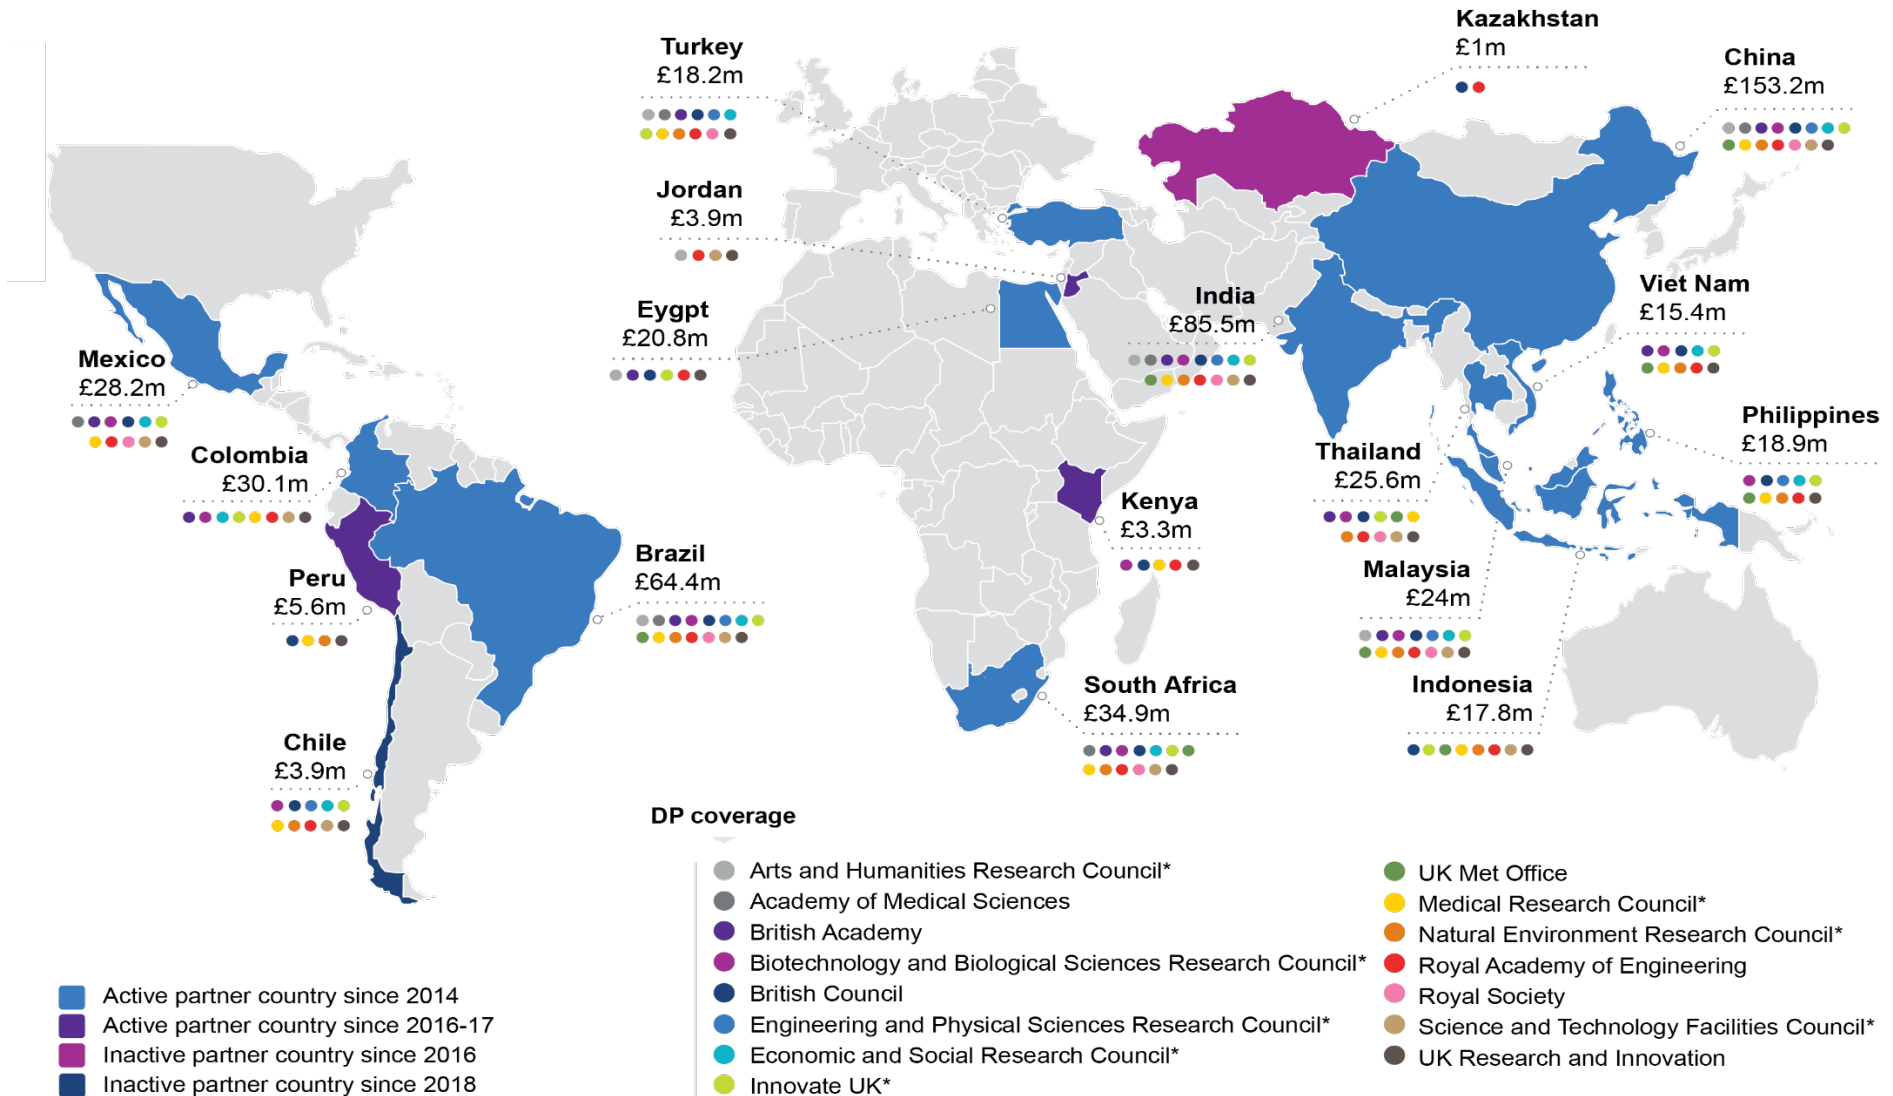 Kazakhstan
£1m
Turkey
£18.2m
China
£153.2m
Jordan
£3.9m
Viet Nam
£15.4m
India
£85.5m
Eygpt
£20.8m
Mexico
£28.2m
Philippines
£18.9m
Colombia
£30.1m
Thailand
£25.6m
Kenya
£3.3m
Brazil
£64.4m
Peru
£5.6m
Malaysia
£24m
South Africa
£34.9m
Indonesia
£17.8m
Chile
£3.9m
DP coverage
Arts and Humanities Research Council*
Academy of Medical Sciences
British Academy
Biotechnology and Biological Sciences Research Council*
British Council
Engineering and Physical Sciences Research Council*
Economic and Social Research Council*
Innovate UK*
UK Met Office
Medical Research Council*
Natural Environment Research Council*
Royal Academy of Engineering
Royal Society
Science and Technology Facilities Council*
UK Research and Innovation
Active partner country since 2014
Active partner country since 2016-17
Inactive partner country since 2016
Inactive partner country since 2018